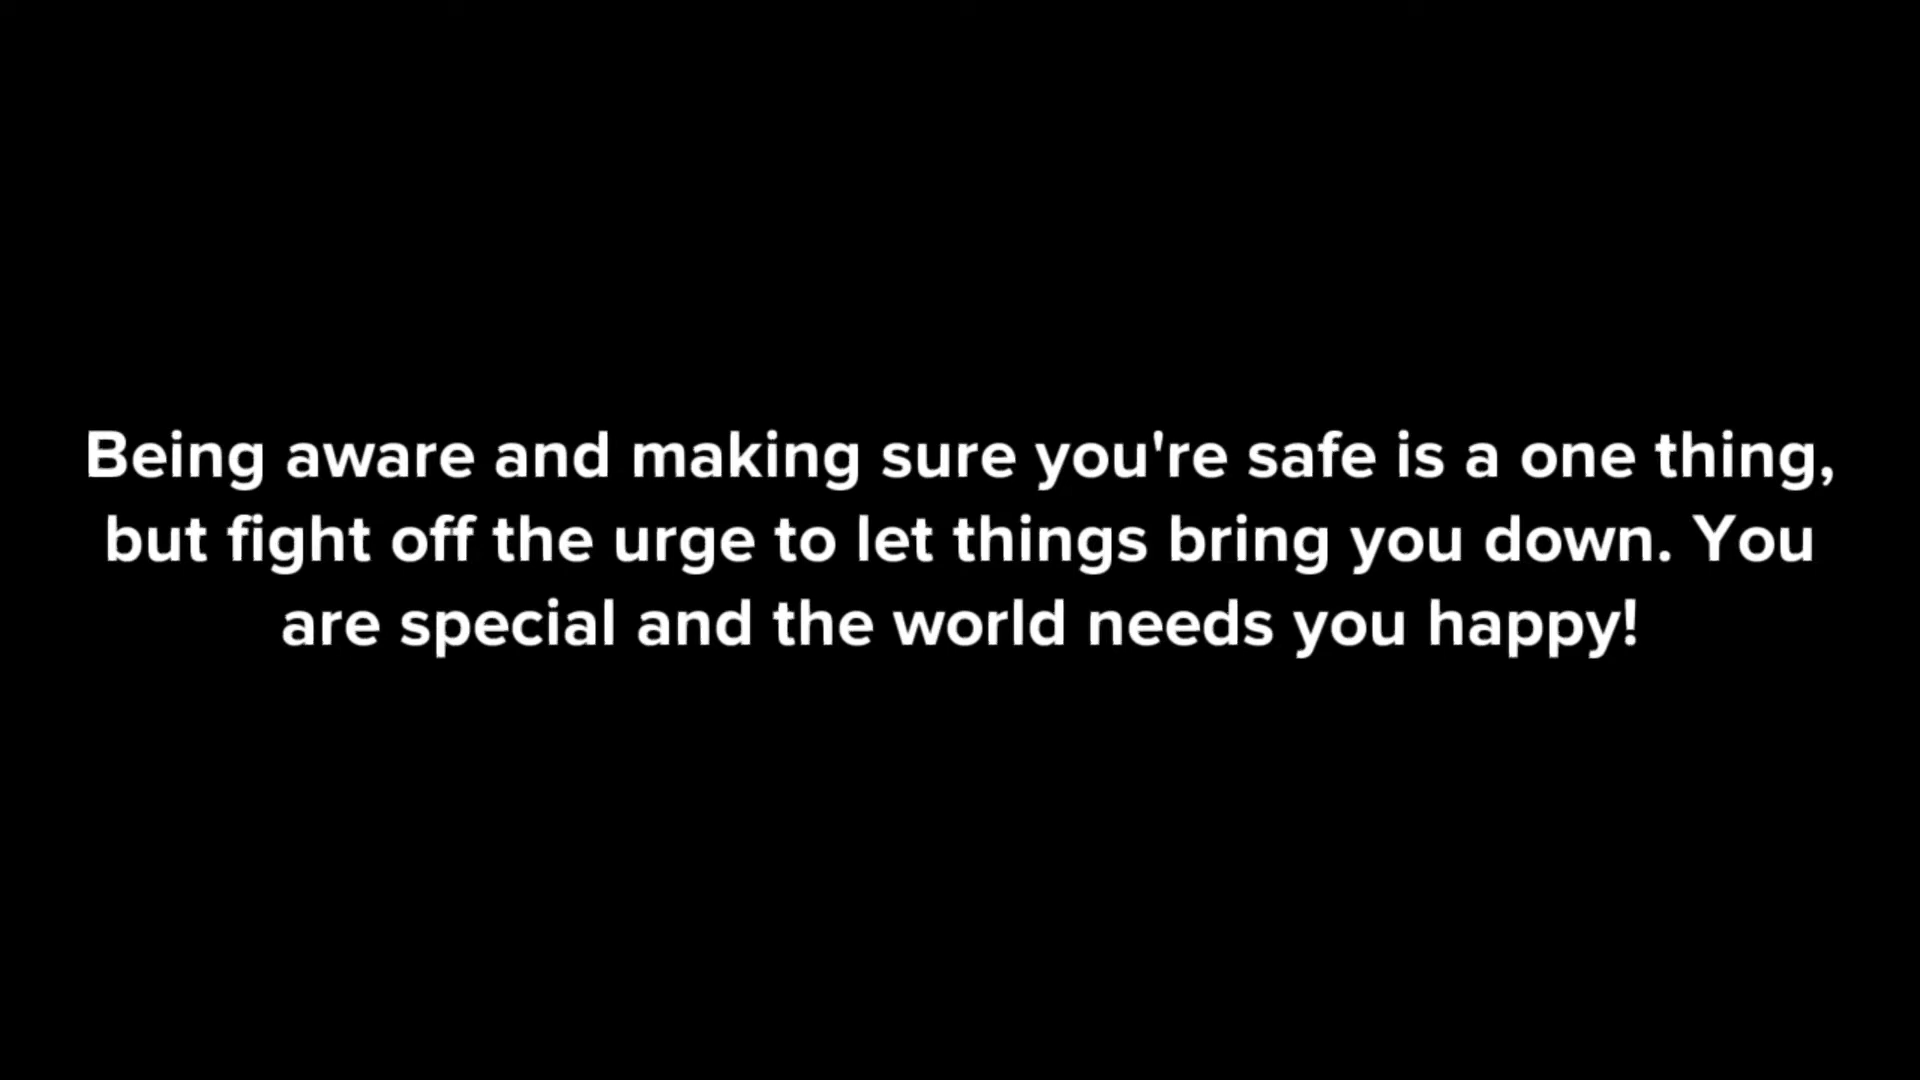 Being aware and making sure you're safe is a one thing,
but fight off the urge to let things bring you down. You
are special and the world needs you happy!